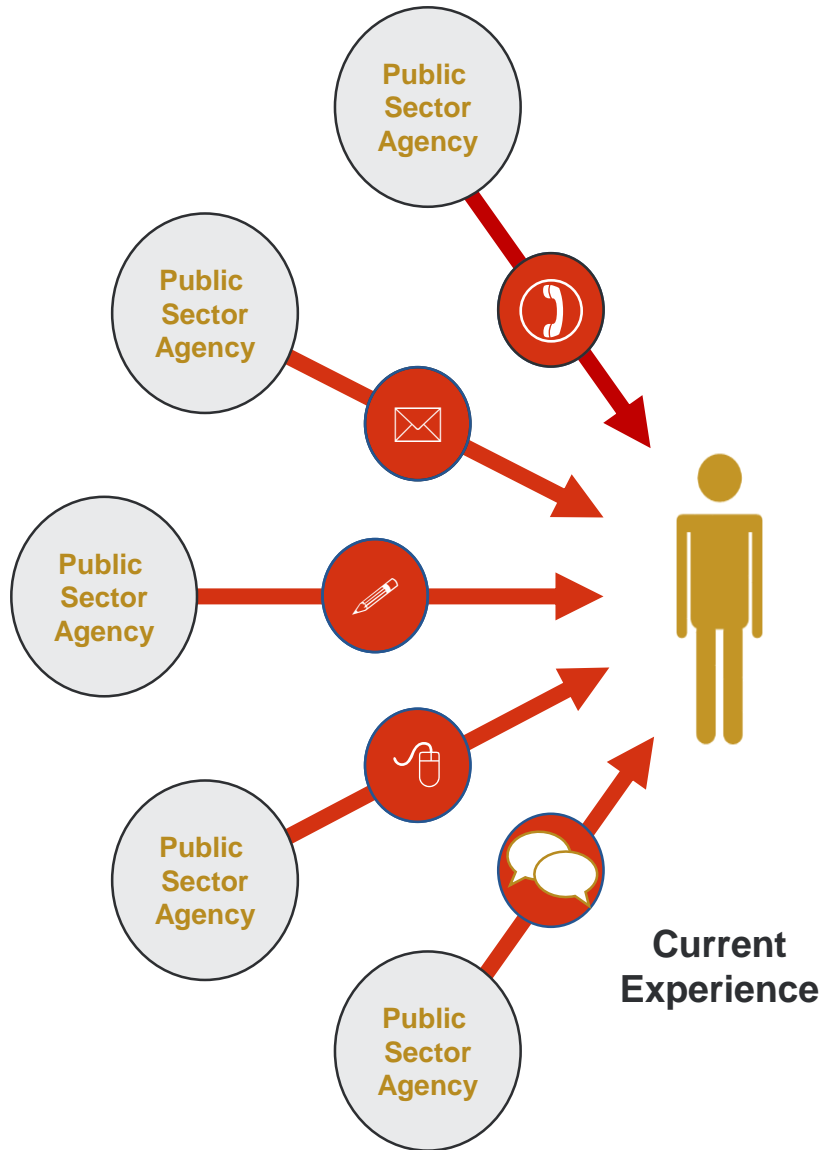 Public
Sector
Agency
Public
Sector
Agency
Public
Sector
Agency
Public
Sector
Agency
Current
Experience
Public
Sector
Agency